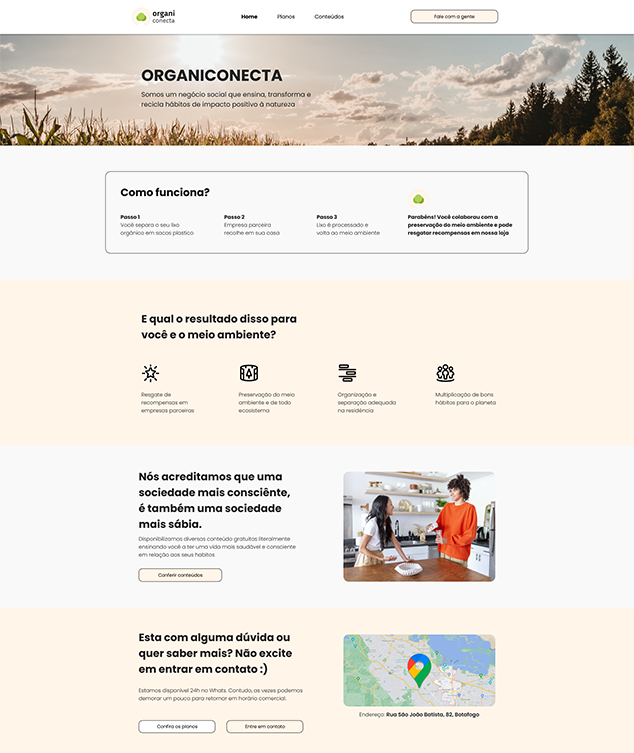 organi
conecta
Home
Planos
Conteúdos
Fale com a gente
ORGANICONECTA
Somos um negócio social que ensina, transforma e
recicla hábitos de impacto positivo à natureza
Como funciona?
Passo 1
Você separa o seu lixo
orgânico em sacos plastico
Passo 2
Empresa parceira
recolhe em sua casa
Passo 3
Lixo é processado e
volta ao meio ambiente
Parabéns! Você colaborou com a
preservação do meio ambiente e pode
resgatar recompensas em nossa loja
E qual o resultado disso para
você e o meio ambiente?
Resgate de
recompensas em
empresas parceiras
Preservação do meio
ambiente e de todo
ecosistema
Organização e
separação adequada
na residência
Multiplicação de bons
hábitos para o planeta
Nós acreditamos que uma
sociedade mais consciênte,
é também uma sociedade
mais sábia.
Disponibilizamos diversos conteúdo gratuitos literalmente
ensinando você a ter uma vida mais saudável e consciente
em relação aos seus habitos
Conferir conteúdos
Esta com alguma dúvida ou
quer saber mais? Não excite
em entrar em contato :)
Estamos disponível 24h no Whats. Contudo, as vezes podemos
demorar um pouco para retornar em horário comercial.
Confira os planos
Entre em contato
Endereço: Rua São João Batista, 82, Botafogo